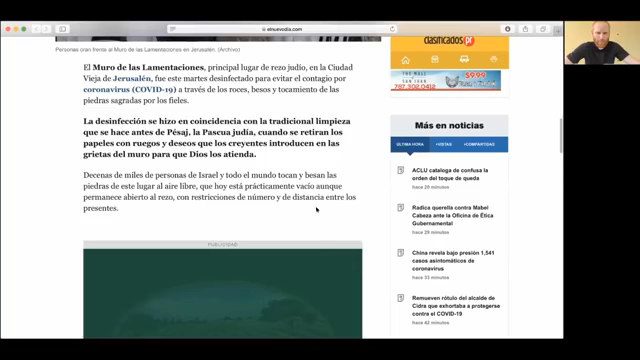 elnuevodia.com
Personas oran frente al Muro de las Lamentaciones en Jerusalén. (Archivo)
El Muro de las Lamentaciones, principal lugar de rezo judío, en la Ciudad
Vieja de Jerusalén, fue este martes desinfectado para evitar el contagio por
coronavirus (COVID-19) a través de los roces, besos y tocamiento de las
piedras sagradas por los fieles.
La desinfección se hizo en coincidencia con la tradicional limpieza
que se hace antes de Pésaj, la Pascua judía, cuando se retiran los
papeles con ruegos y deseos que los creyentes introducen en las
grietas del muro para que Dios los atienda.
Decenas de miles de personas de Israel y todo el mundo tocan y besan las
piedras de este lugar al aire libre, que hoy está prácticamente vacío aunque
permanece abierto al rezo, con restricciones de número y de distancia entre los
presentes.
PUBLICIDAD
clasificados pr
THE MALL
OF SAN JUAN
787.302.0412
$9.99
Más en noticias
ÚLTIMA HORA
+VISTAS
+COMPARTIDAS
ACLU cataloga de confusa la
orden del toque de queda
hace 28 minutos
Radica querella contra Mabel
Cabeza ante la Oficina de Ética
Gubernamental
hace 29 minutos
China revela bajo presión 1,541
casos asintomáticos de
coronavirus
hace 33 minutos
Remueven rótulo del alcalde de
Cidra que exhortaba a protegerse
contra el COVID-19
hace 42 minutos